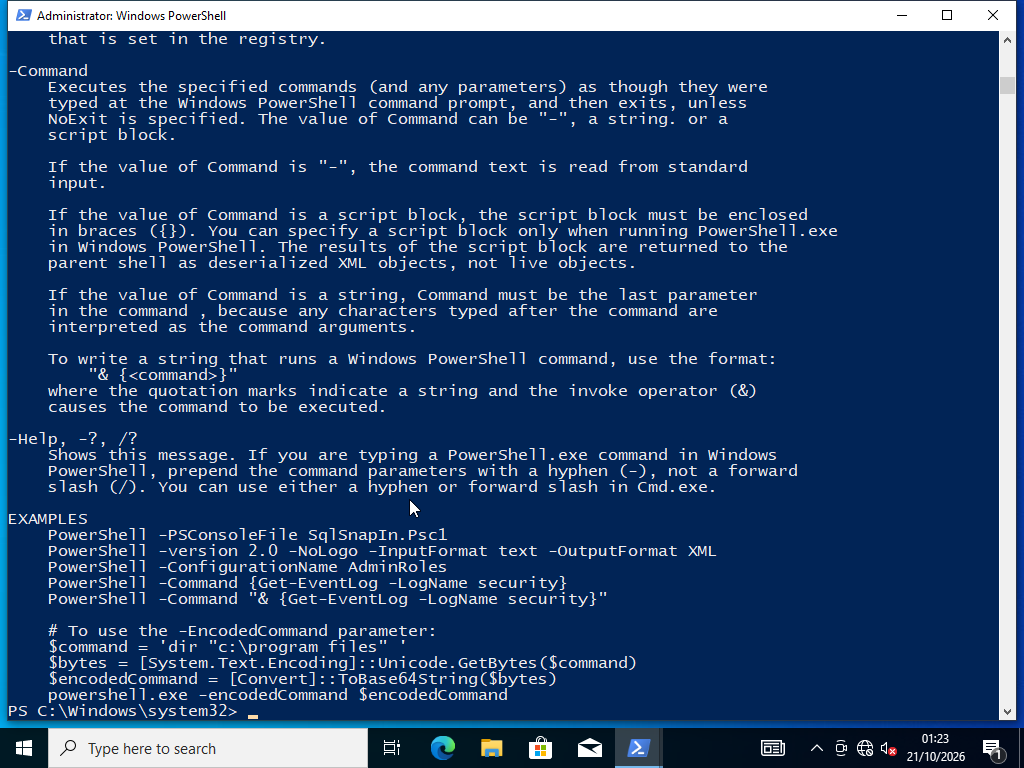 Administrator: Windows PowerShell
that is set in the registry.
-Command
Executes the specified commands (and any parameters) as though they were
typed at the Windows PowerShell command prompt, and then exits, unless
NoExit is specified. The value of Command can be "-", a string. or a
script block.
If the value of Command is "-", the command text is read from standard
input.
If the value of Command is a script block, the script block must be enclosed
in braces ({}). You can specify a script block only when running PowerShell.exe
in Windows PowerShell. The results of the script block are returned to the
parent shell as deserialized XML objects, not live objects.
If the value of Command is a string, Command must be the last parameter
in the command , because any characters typed after the command are
interpreted as the command arguments.
To write a string that runs a Windows PowerShell command, use the format:
"& {<command>}"
where the quotation marks indicate a string and the invoke operator (&)
causes the command to be executed.
-Help, -?, /?
Shows this message. If you are typing a PowerShell.exe command in Windows
PowerShell, prepend the command parameters with a hyphen (-), not a forward
slash (/). You can use either a hyphen or forward slash in Cmd.exe.
EXAMPLES
PowerShell -PSConsoleFile SqlSnapIn.Psc1
PowerShell -version 2.0 -NoLogo -InputFormat text -OutputFormat XML
PowerShell -ConfigurationName AdminRoles
PowerShell -Command {Get-EventLog -LogName security}
PowerShell -Command "& {Get-EventLog -LogName security}"
# To use the -EncodedCommand parameter:
$command = 'dir "c:\program files" '
$bytes = [System.Text.Encoding]::Unicode.GetBytes($command)
$encodedCommand = [Convert]::ToBase64String($bytes)
powershell.exe -encodedCommand $encodedCommand
PS C:\Windows\system32> _
Type here to search
01:23
21/10/2026
1